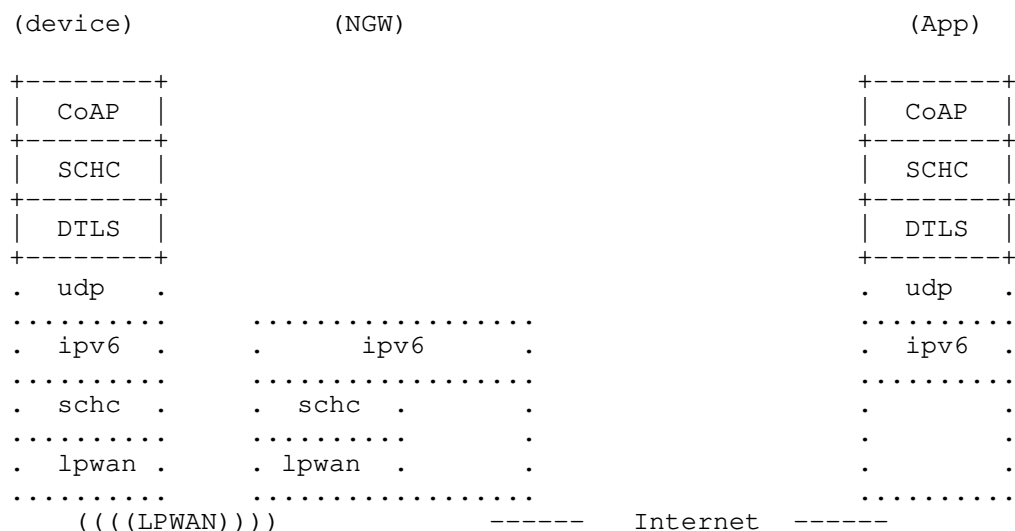 (device) (NGW) (App)
+--------+ +--------+
| CoAP | | CoAP |
+--------+ +--------+
| SCHC | | SCHC |
+--------+ +--------+
| DTLS | | DTLS |
+--------+ +--------+
. udp . . udp .
.......... .................. ..........
. ipv6 . . ipv6 . . ipv6 .
.......... .................. ..........
. schc . . schc . . . .
.......... .......... . . .
. lpwan . . lpwan . . . .
.......... .................. ..........
((((LPWAN)))) ------ Internet ------